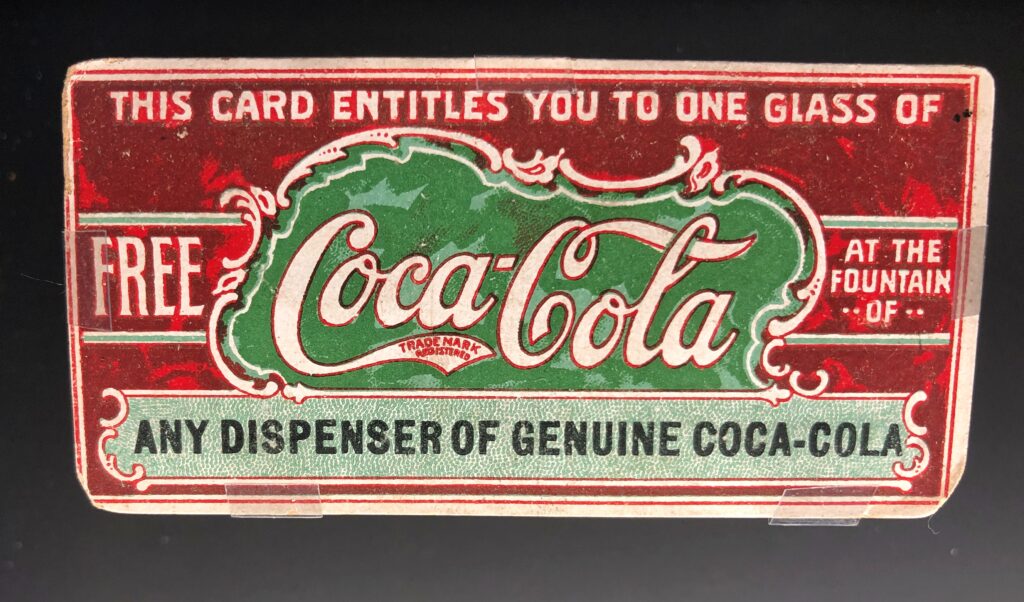 THIS CARD ENTITLES YOU TO ONE GLASS OF
FREE
Coca-Cola
TRADE MARK
REGISTERED
AT THE
FOUNTAIN
··OF··
ANY DISPENSER OF GENUINE COCA-COLA